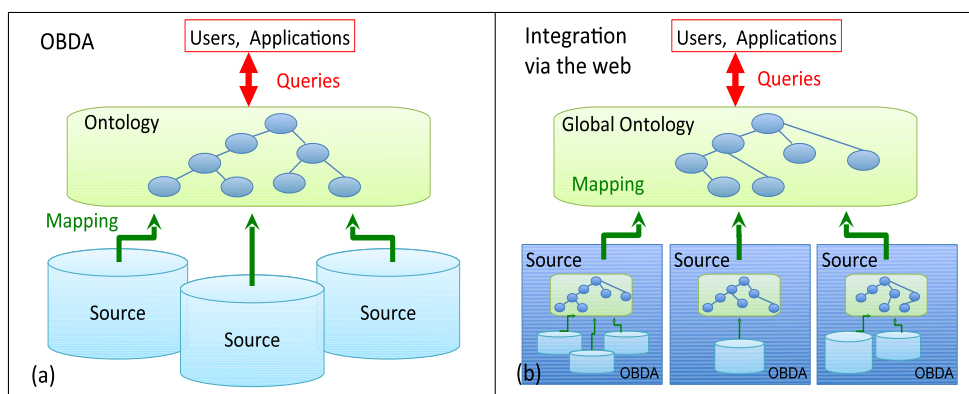 OBDA
Users, Applications
Queries
Ontology
Mapping
Source
Source
Source
(a)
Integration
via the web
Users, Applications
Queries
Global Ontology
Mapping
Source
Source
Source
OBDA
OBDA
OBDA
(b)